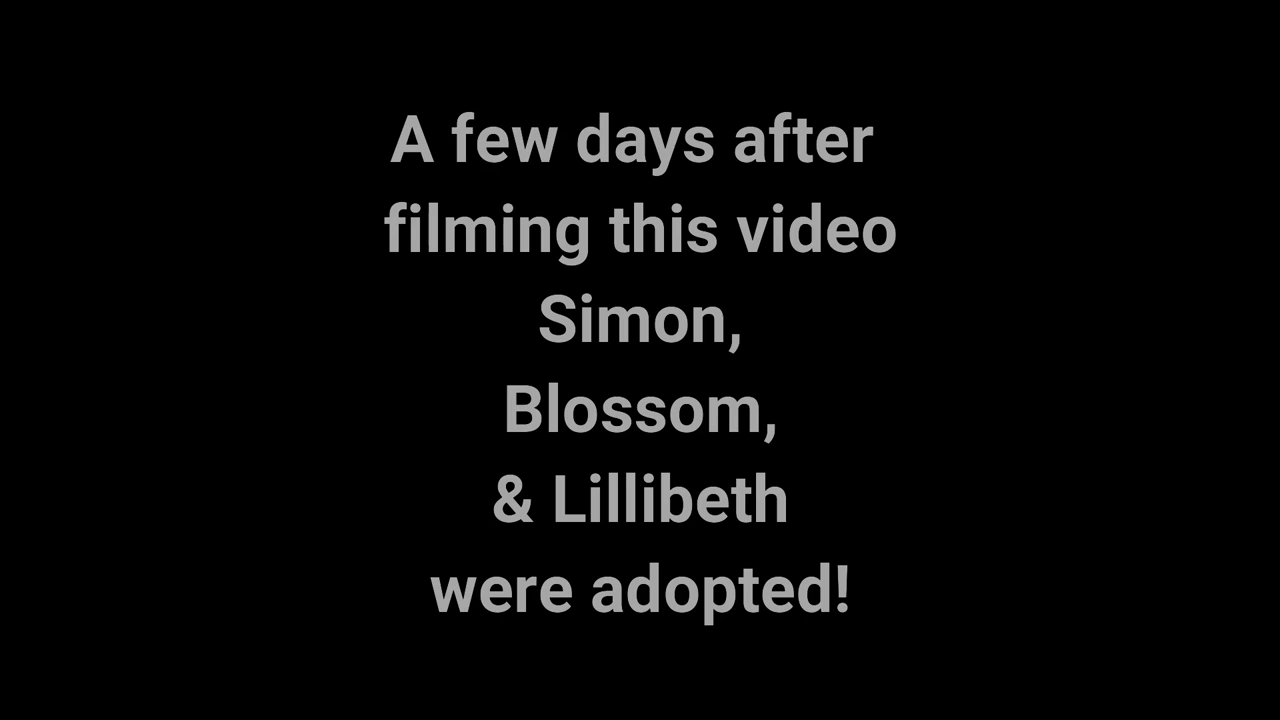 A few days after
filming this video
Simon,
Blossom,
& Lillibeth
were adopted!